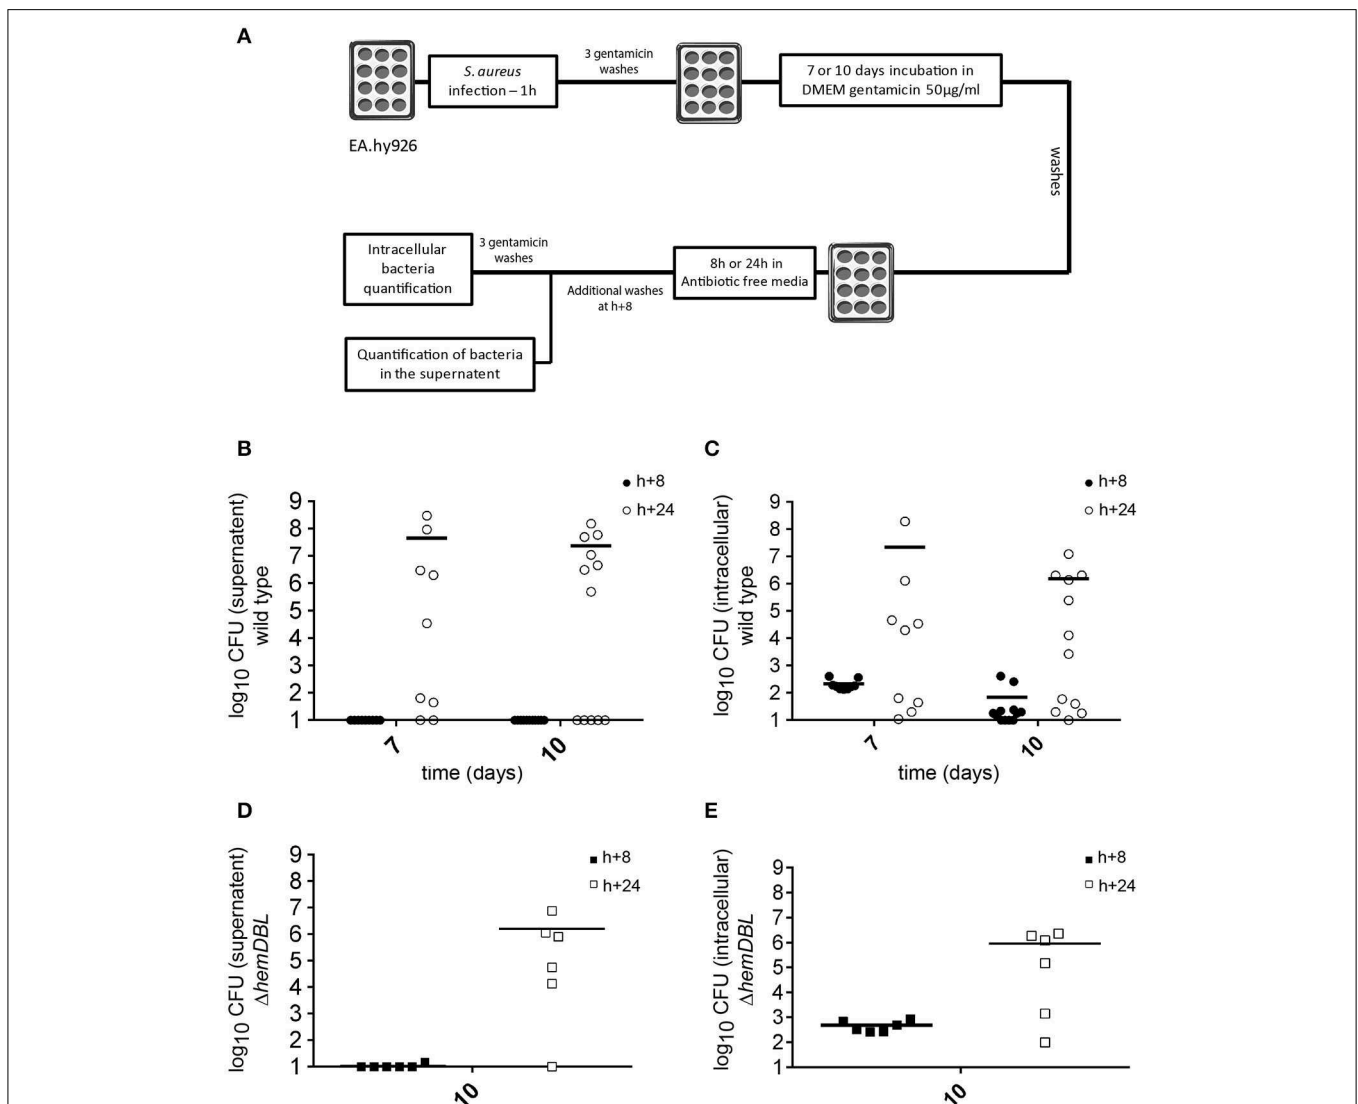 A
S. aureus
infection – 1h
3 gentamicin
washes
7 or 10 days incubation in
DMEM gentamicin 50µg/ml
EA.hy926
washes
Intracellular
bacteria
quantification
3 gentamicin
washes
Additional washes
at h+8
8h or 24h in
Antibiotic free media
Quantification of bacteria
in the supernatent
B
log10 CFU (supernatent)
wild type
9
8
7
6
5
4
3
2
1
h+8
h+24
7
10
time (days)
C
log10 CFU (intracellular)
wild type
9
8
7
6
5
4
3
2
1
h+8
h+24
7
10
time (days)
D
log10 CFU (supernatent)
ΔhemDBL
9
8
7
6
5
4
3
2
1
h+8
h+24
10
E
log10 CFU (intracellular)
ΔhemDBL
9
8
7
6
5
4
3
2
1
h+8
h+24
10